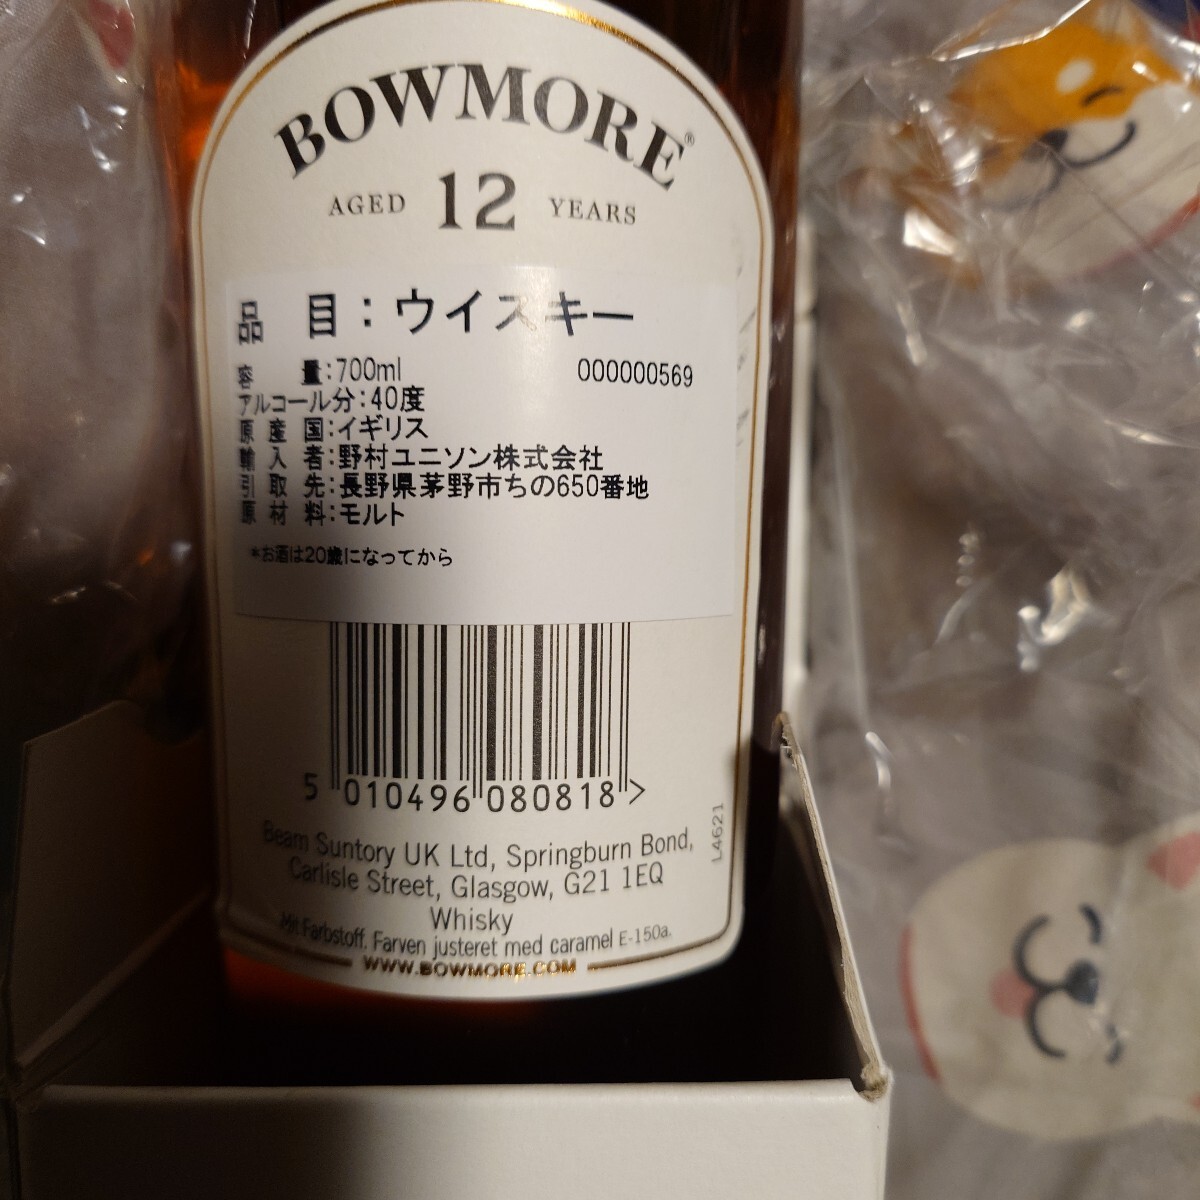 BOWMORE®
AGED 12 YEARS
品 目：ウイスキー
容 量：700ml 000000569
アルコール分：40度
原 産 国：イギリス
輸 入 者：野村ユニソン株式会社
引 取 先：長野県茅野市ちの650番地
原 材 料：モルト
*お酒は20歳になってから
5 010496 080818 >
L4621
Beam Suntory UK Ltd, Springburn Bond,
Carlisle Street, Glasgow, G21 1EQ
Whisky
Mit Farbstoff. Farven justeret med caramel E-150a.
WWW.BOWMORE.COM